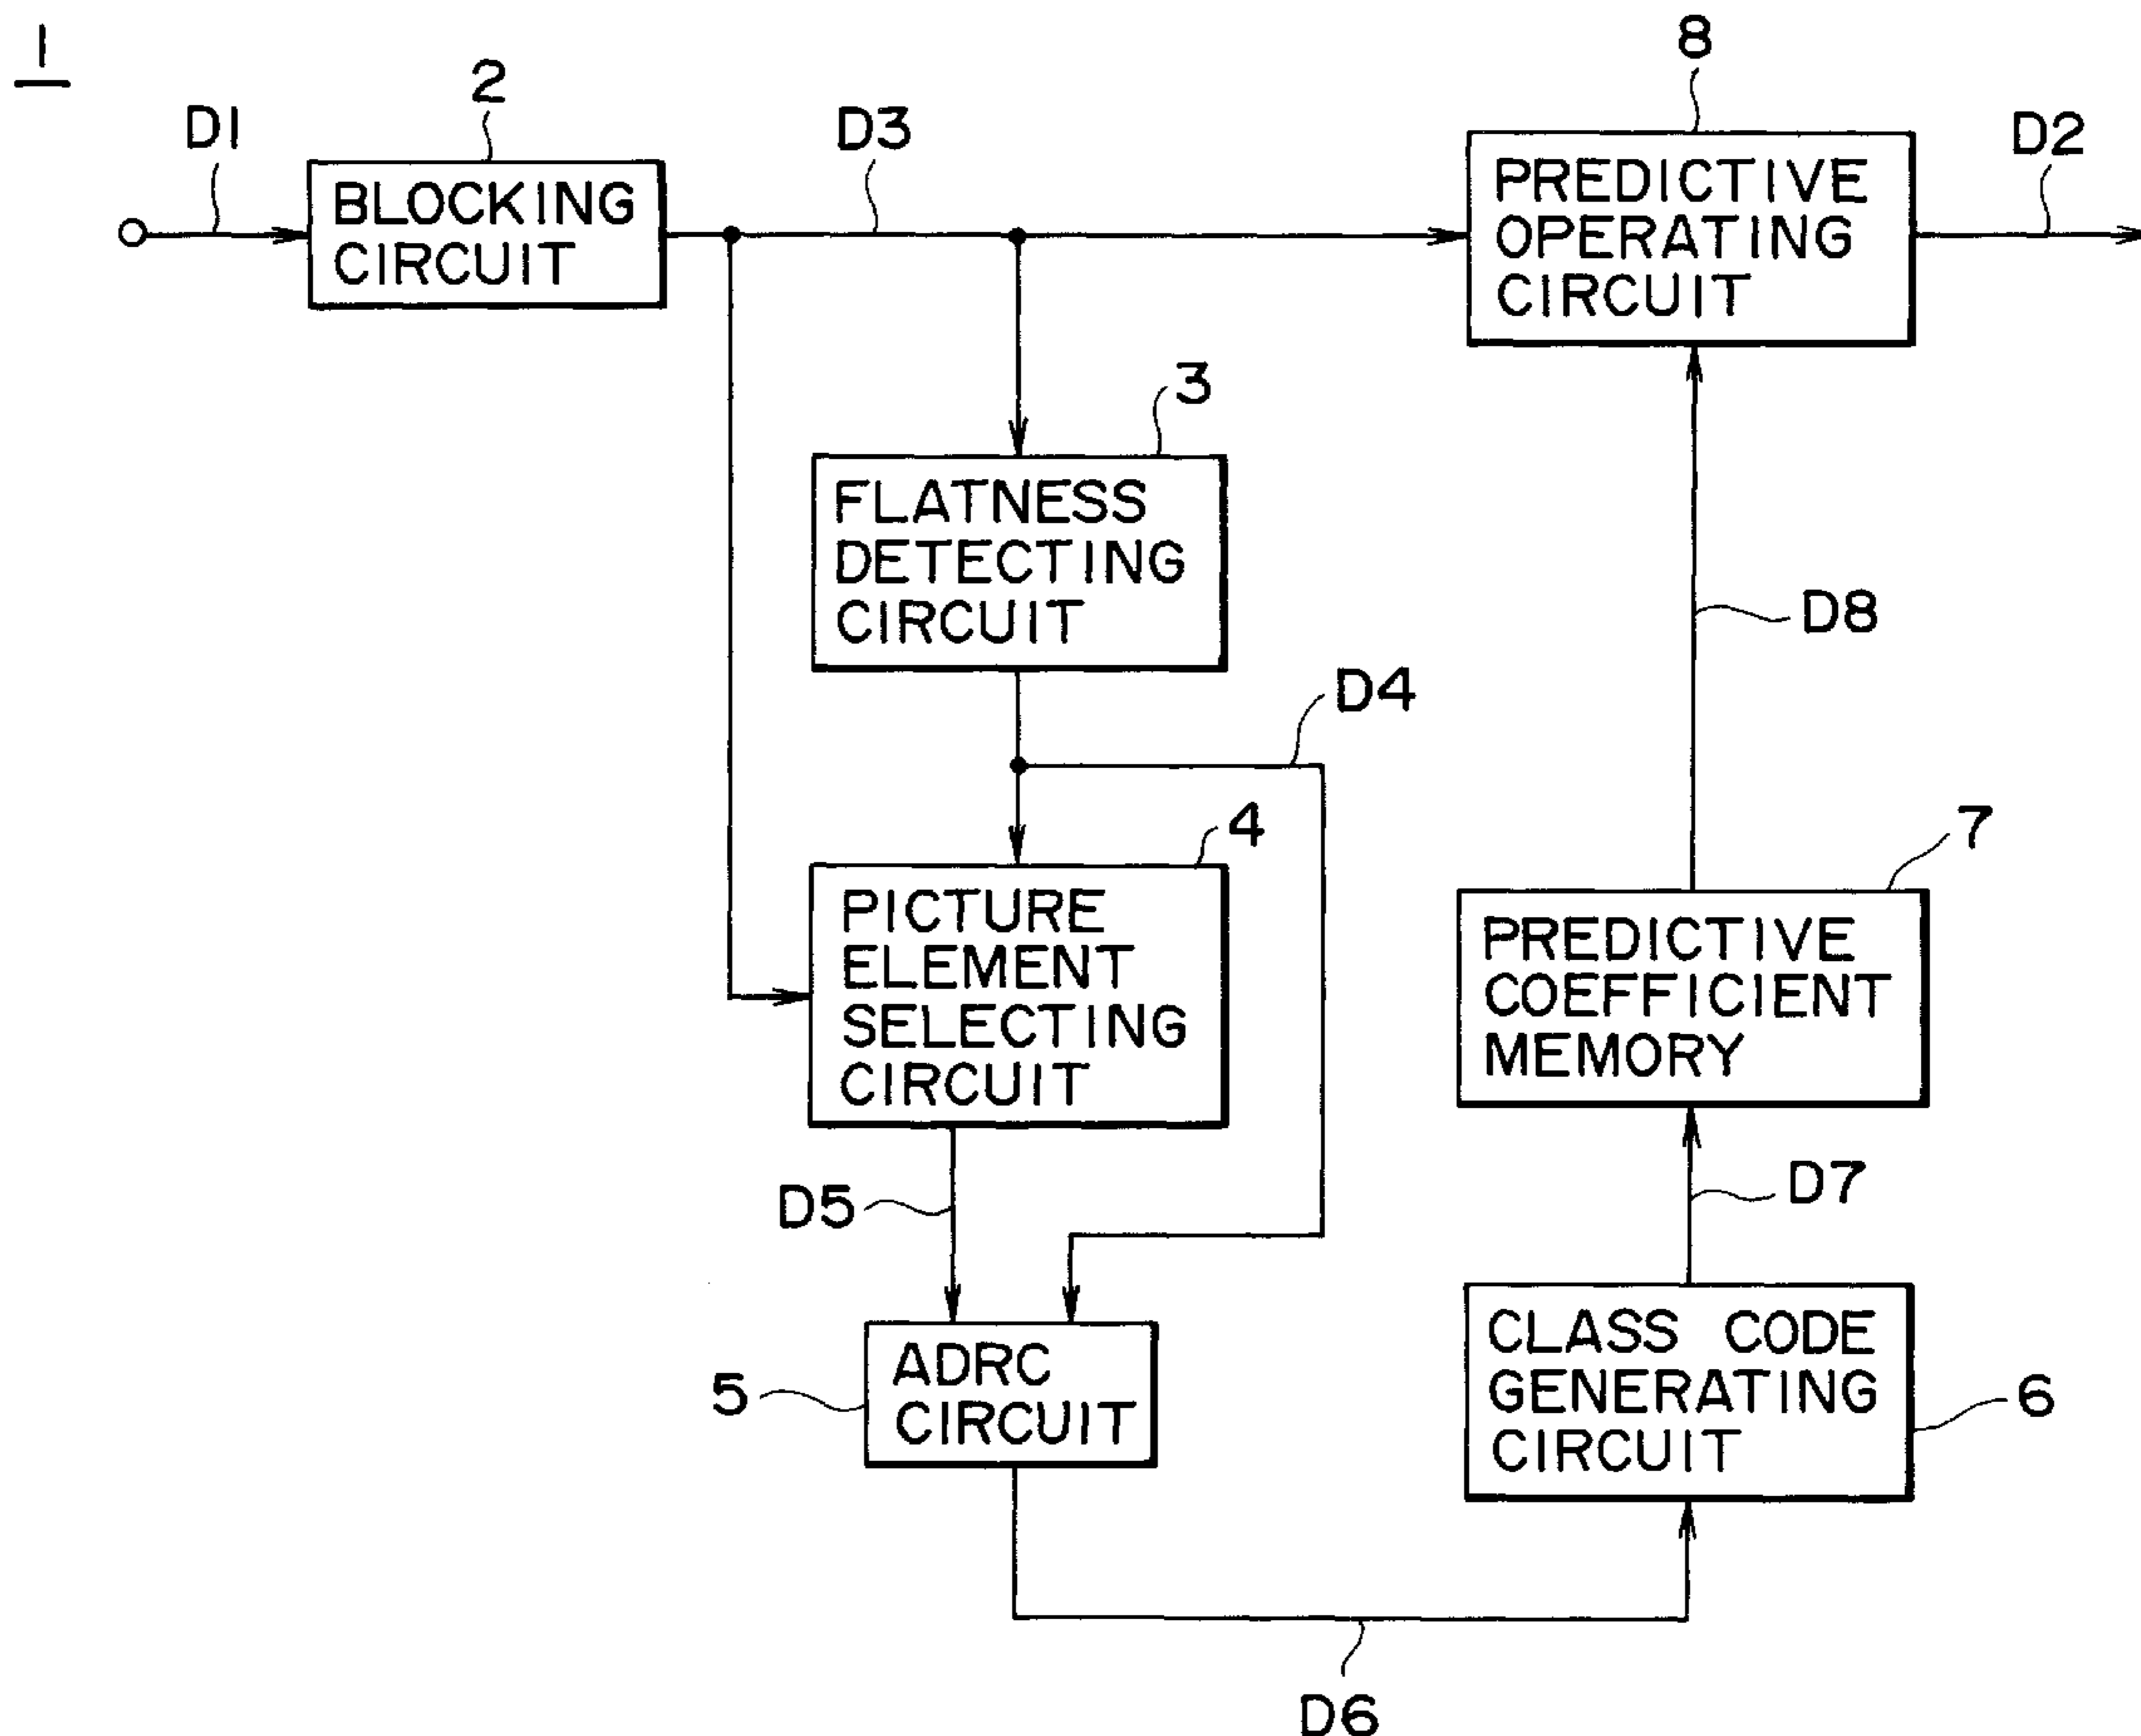 1
D1
2
BLOCKING
CIRCUIT
D3
8
PREDICTIVE
OPERATING
CIRCUIT
D2
3
FLATNESS
DETECTING
CIRCUIT
D4
D8
4
PICTURE
ELEMENT
SELECTING
CIRCUIT
7
PREDICTIVE
COEFFICIENT
MEMORY
D5
D7
5
ADRC
CIRCUIT
CLASS CODE
GENERATING
CIRCUIT
6
D6